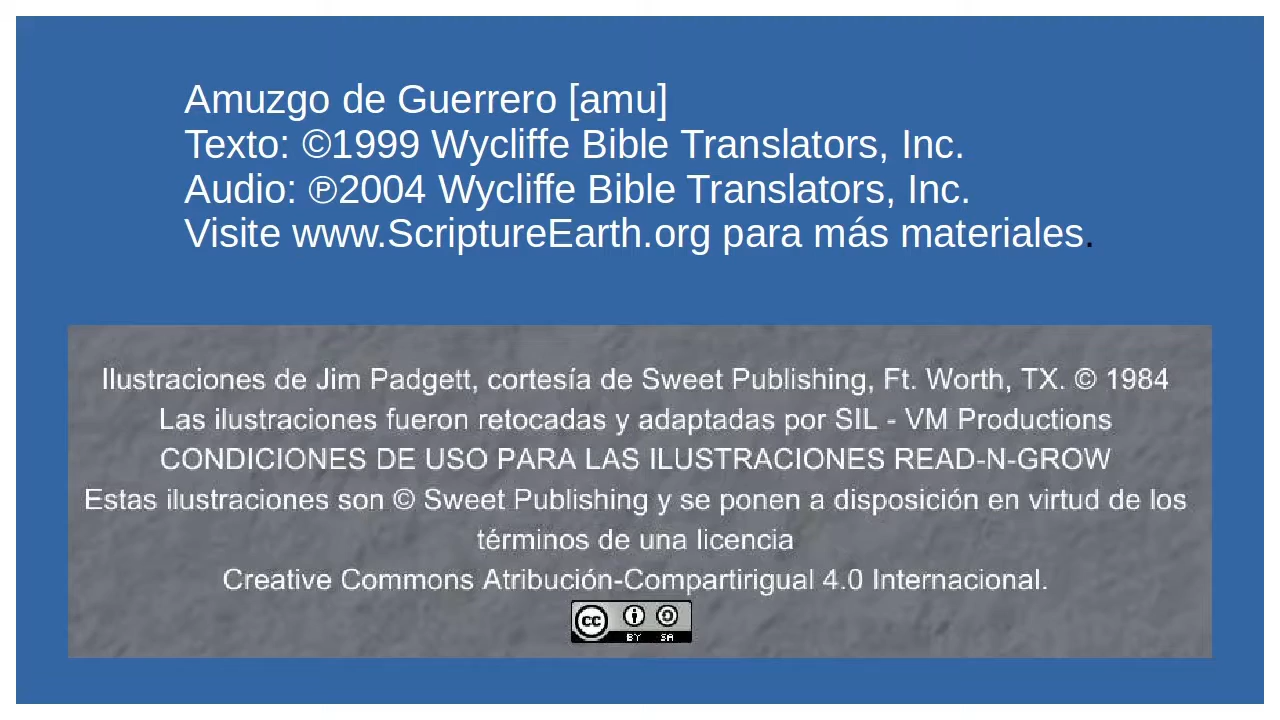 Amuzgo de Guerrero [amu]
Texto: ©1999 Wycliffe Bible Translators, Inc.
Audio: ℗2004 Wycliffe Bible Translators, Inc.
Visite www.ScriptureEarth.org para más materiales.
Ilustraciones de Jim Padgett, cortesía de Sweet Publishing, Ft. Worth, TX. © 1984
Las ilustraciones fueron retocadas y adaptadas por SIL - VM Productions
CONDICIONES DE USO PARA LAS ILUSTRACIONES READ-N-GROW
Estas ilustraciones son © Sweet Publishing y se ponen a disposición en virtud de los
términos de una licencia
Creative Commons Atribución-Compartirigual 4.0 Internacional.
cc BY SA